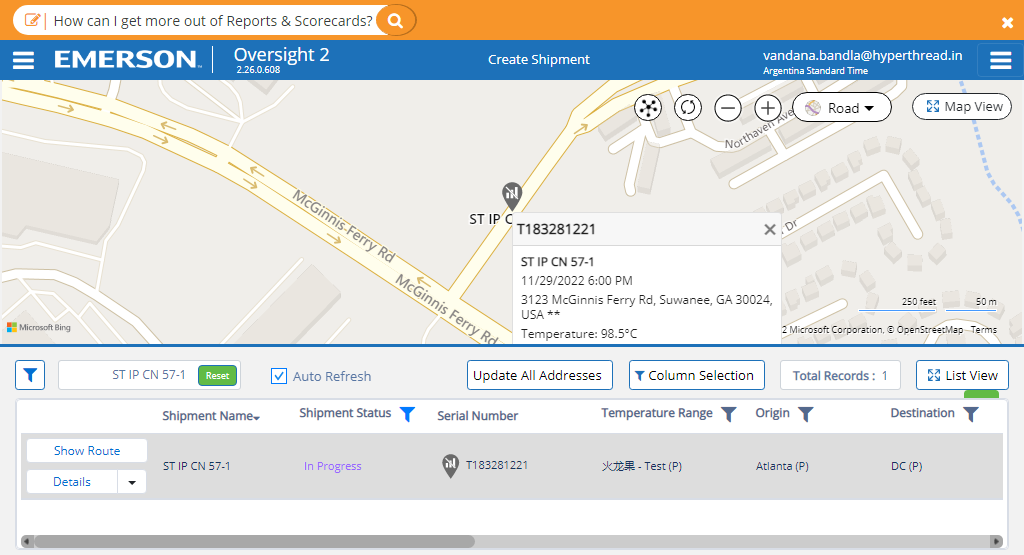 How can I get more out of Reports & Scorecards?
EMERSON
Oversight 2
2.26.0.608
Create Shipment
vandana.bandla@hyperthread.in
Argentina Standard Time
Road
Map View
Northaven Ave
McGinnis Ferry Rd
ST IP C
T183281221
Dr
ST IP CN 57-1
11/29/2022 6:00 PM
3123 McGinnis Ferry Rd, Suwanee, GA 30024,
USA **
Temperature: 98.5°C
McGinnis Ferry Rd
250 feet
50 m
Microsoft Bing
2 Microsoft Corporation, © OpenStreetMap Terms
ST IP CN 57-1
Reset
Auto Refresh
Update All Addresses
Column Selection
Total Records : 1
List View
Shipment Name
Shipment Status
Serial Number
Temperature Range
Origin
Destination
Show Route
Details
ST IP CN 57-1
In Progress
T183281221
火龙果 - Test (P)
Atlanta (P)
DC (P)